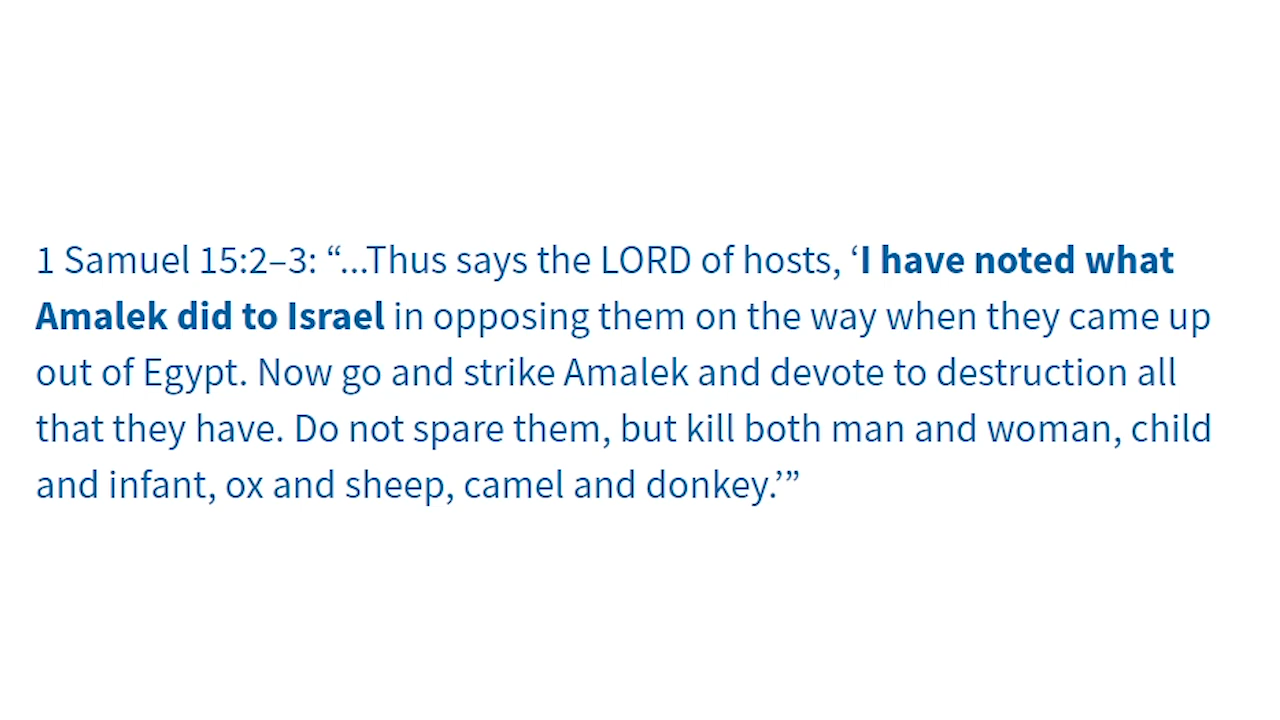 1 Samuel 15:2–3: “...Thus says the LORD of hosts, ‘I have noted what
Amalek did to Israel in opposing them on the way when they came up
out of Egypt. Now go and strike Amalek and devote to destruction all
that they have. Do not spare them, but kill both man and woman, child
and infant, ox and sheep, camel and donkey.’”